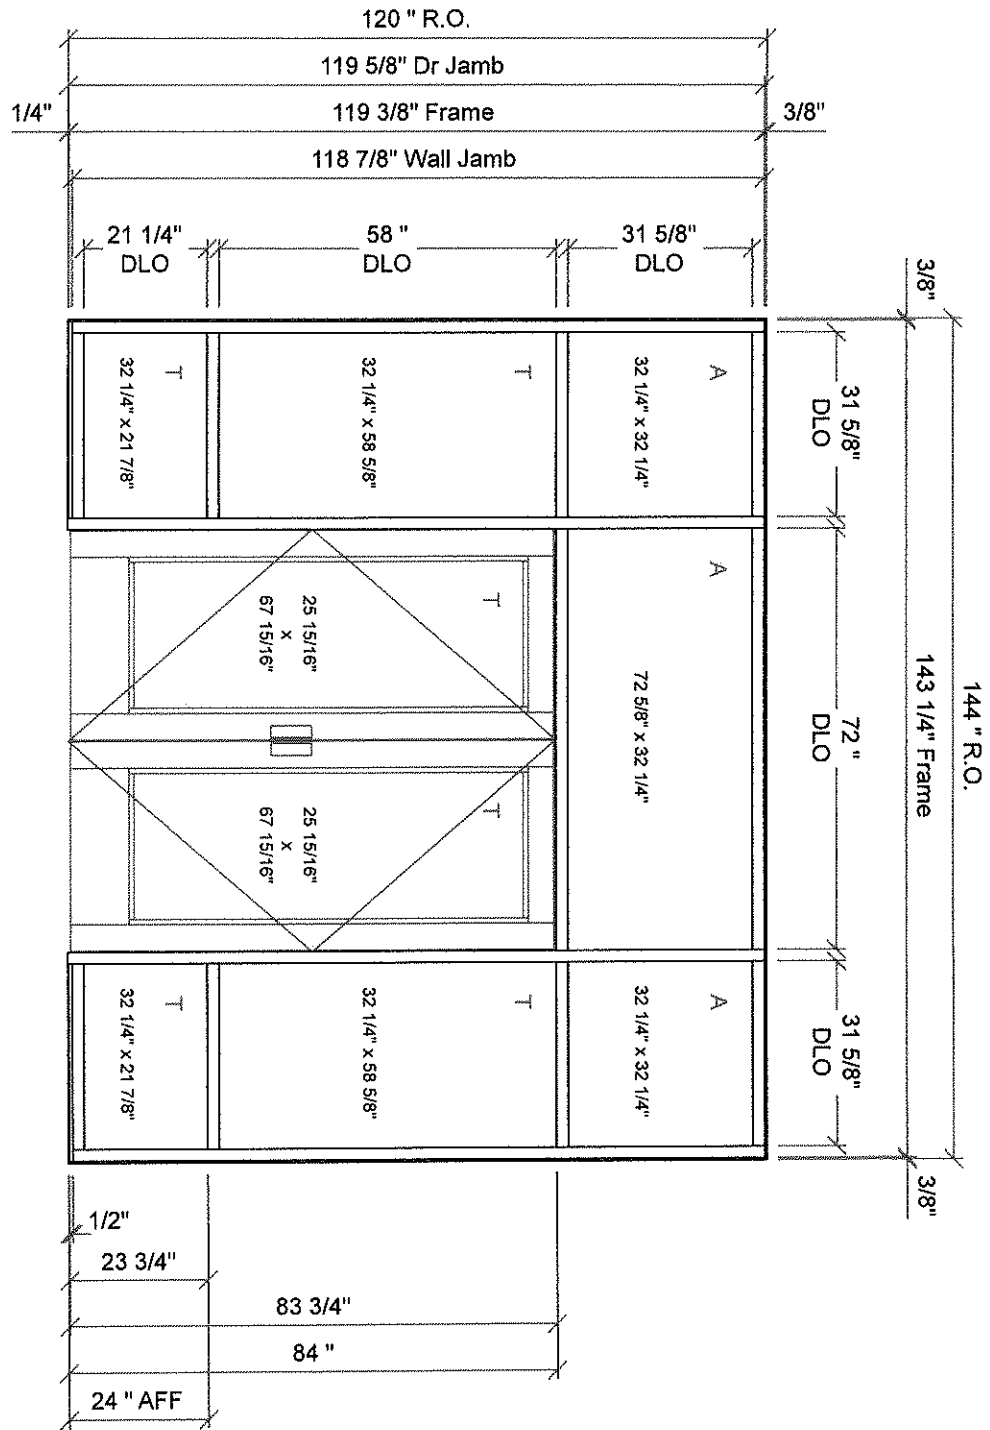 120 " R.O.
119 5/8" Dr Jamb
1/4"
119 3/8" Frame
3/8"
118 7/8" Wall Jamb
21 1/4"
DLO
58 "
DLO
31 5/8"
DLO
3/8"
144 " R.O.
143 1/4" Frame
3/8"
31 5/8"
DLO
72 "
DLO
31 5/8"
DLO
A
32 1/4" x 32 1/4"
T
32 1/4" x 58 5/8"
T
32 1/4" x 21 7/8"
A
72 5/8" x 32 1/4"
T
25 15/16"
x
67 15/16"
T
25 15/16"
x
67 15/16"
A
32 1/4" x 32 1/4"
T
32 1/4" x 58 5/8"
T
32 1/4" x 21 7/8"
1/2"
23 3/4"
83 3/4"
84 "
24 " AFF